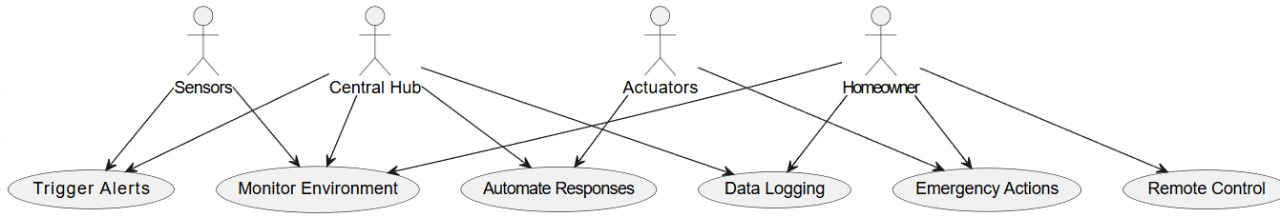 Sensors
Central Hub
Actuators
Homeowner
Trigger Alerts
Monitor Environment
Automate Responses
Data Logging
Emergency Actions
Remote Control